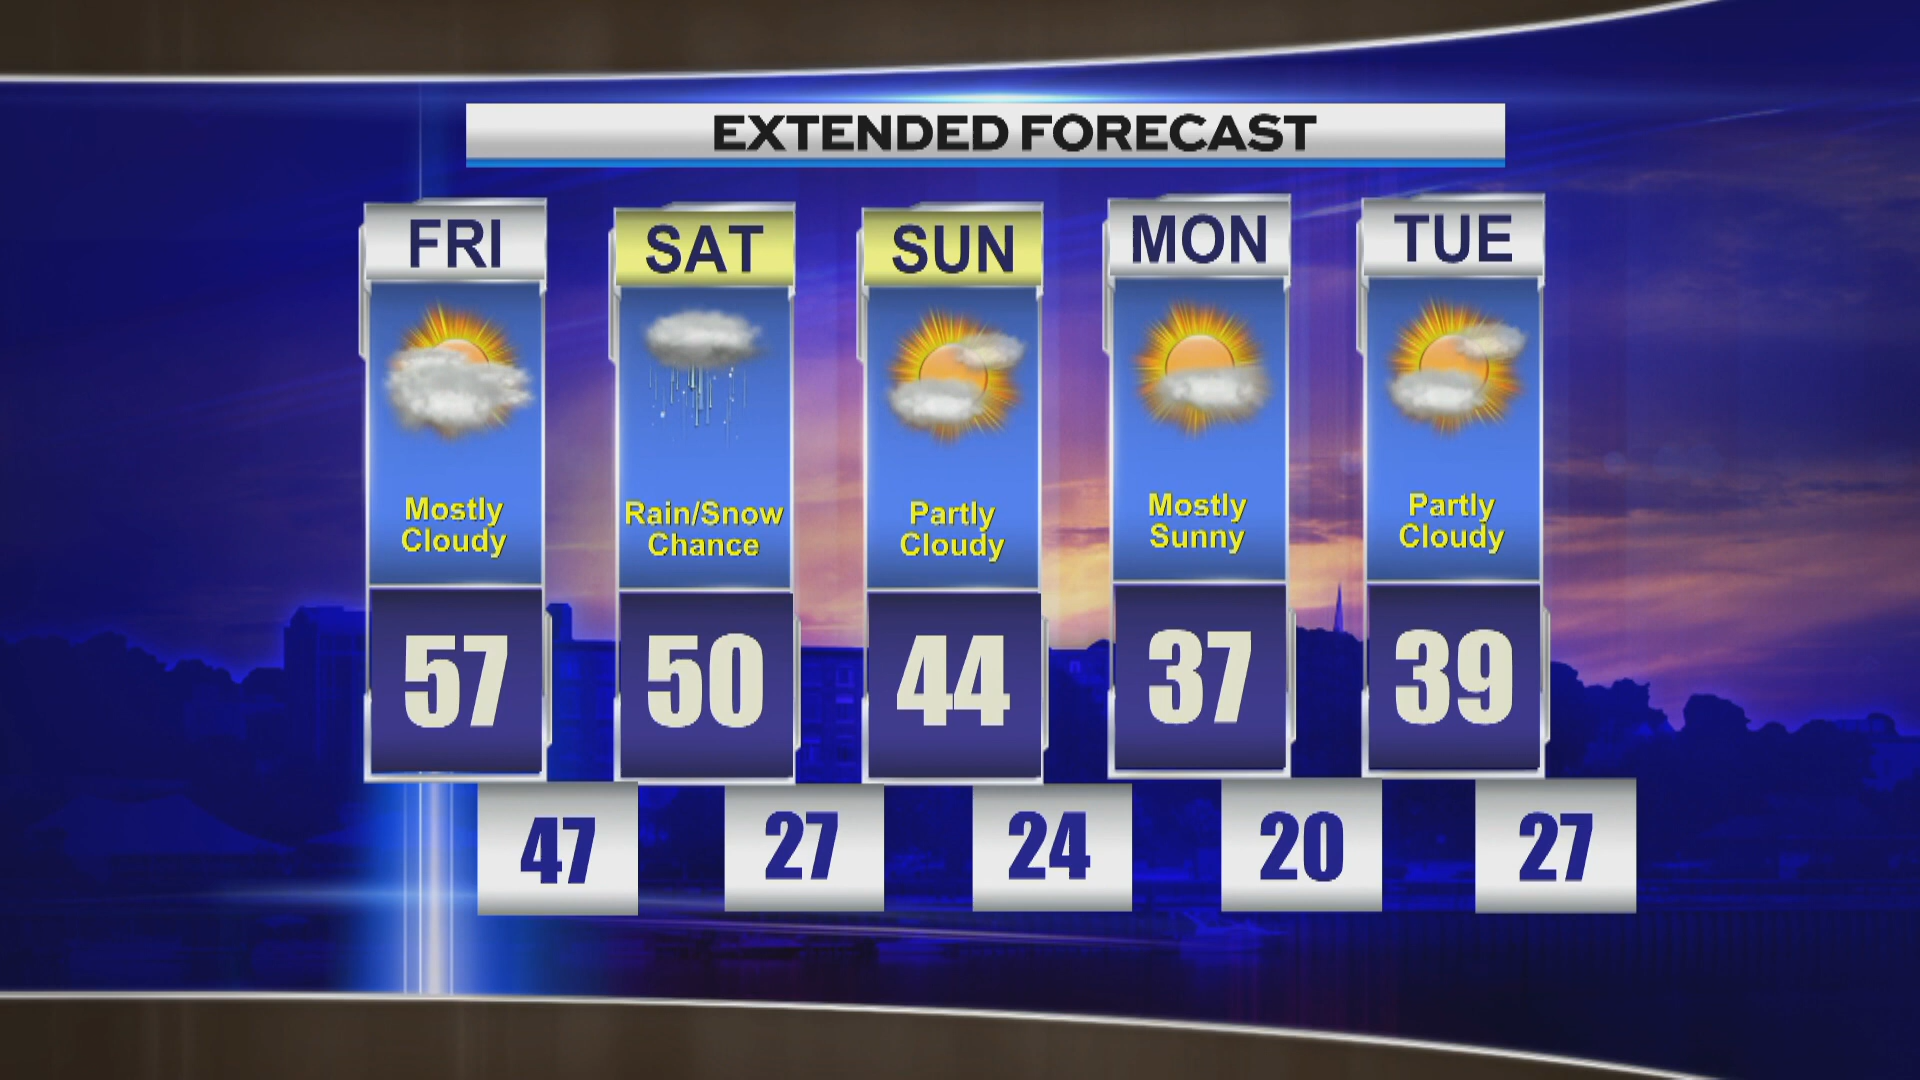 EXTENDED FORECAST
FRI
SAT
SUN
MON
TUE
Mostly
Cloudy
Rain/Snow
Chance
Partly
Cloudy
Mostly
Sunny
Partly
Cloudy
57
50
44
37
39
47
27
24
20
27